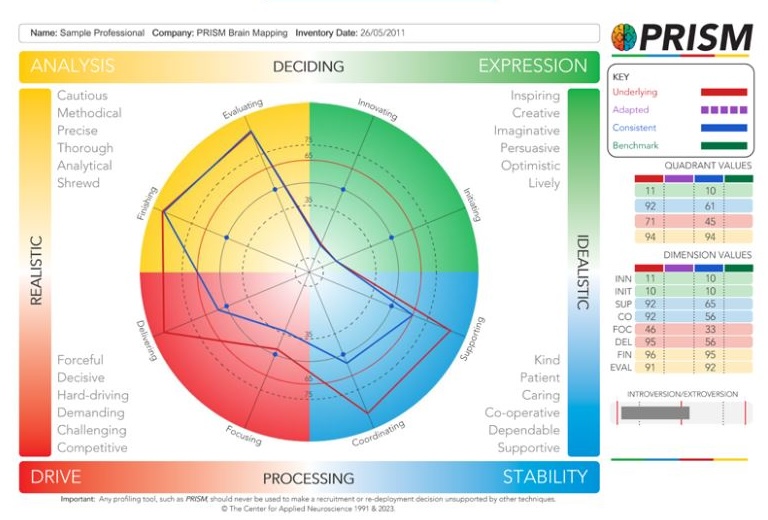 Name: Sample Professional Company: PRISM Brain Mapping Inventory Date: 26/05/2011
PRISM
ANALYSIS DECIDING EXPRESSION
Cautious
Methodical
Precise
Thorough
Analytical
Shrewd
Inspiring
Creative
Imaginative
Persuasive
Optimistic
Lively
REALISTIC
IDEALISTIC
Evaluating
Innovating
Initiating
Supporting
Coordinating
Focusing
Delivering
Finishing
75
65
35
35
65
75
Forceful
Decisive
Hard-driving
Demanding
Challenging
Competitive
Kind
Patient
Caring
Co-operative
Dependable
Supportive
DRIVE PROCESSING STABILITY
KEY
Underlying
Adapted
Consistent
Benchmark
QUADRANT VALUES
11 10
92 61
71 45
94 94
DIMENSION VALUES
INN 11 10
INIT 10 10
SUP 92 65
CO 92 56
FOC 46 33
DEL 95 56
FIN 96 95
EVAL 91 92
INTROVERSION/EXTROVERSION
Important: Any profiling tool, such as PRISM, should never be used to make a recruitment or re-deployment decision unsupported by other techniques.
© The Center for Applied Neuroscience 1991 & 2023.